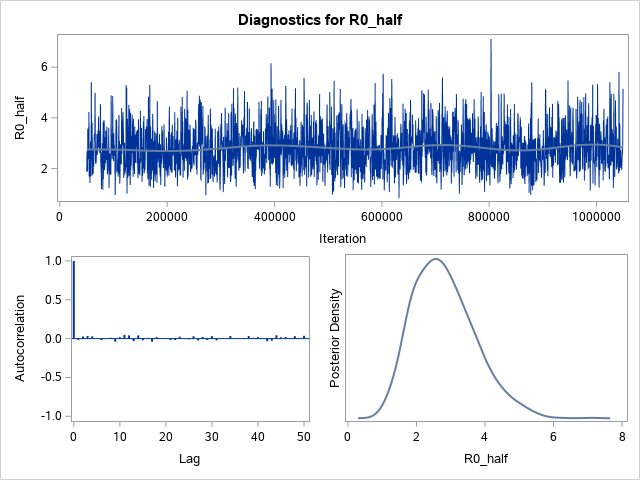 Diagnostics for R0_half
R0_half
6
4
2
0 200000 400000 600000 800000 1000000
Iteration
Autocorrelation
1.0
0.5
0.0
-0.5
-1.0
0 10 20 30 40 50
Lag
Posterior Density
0 2 4 6 8
R0_half